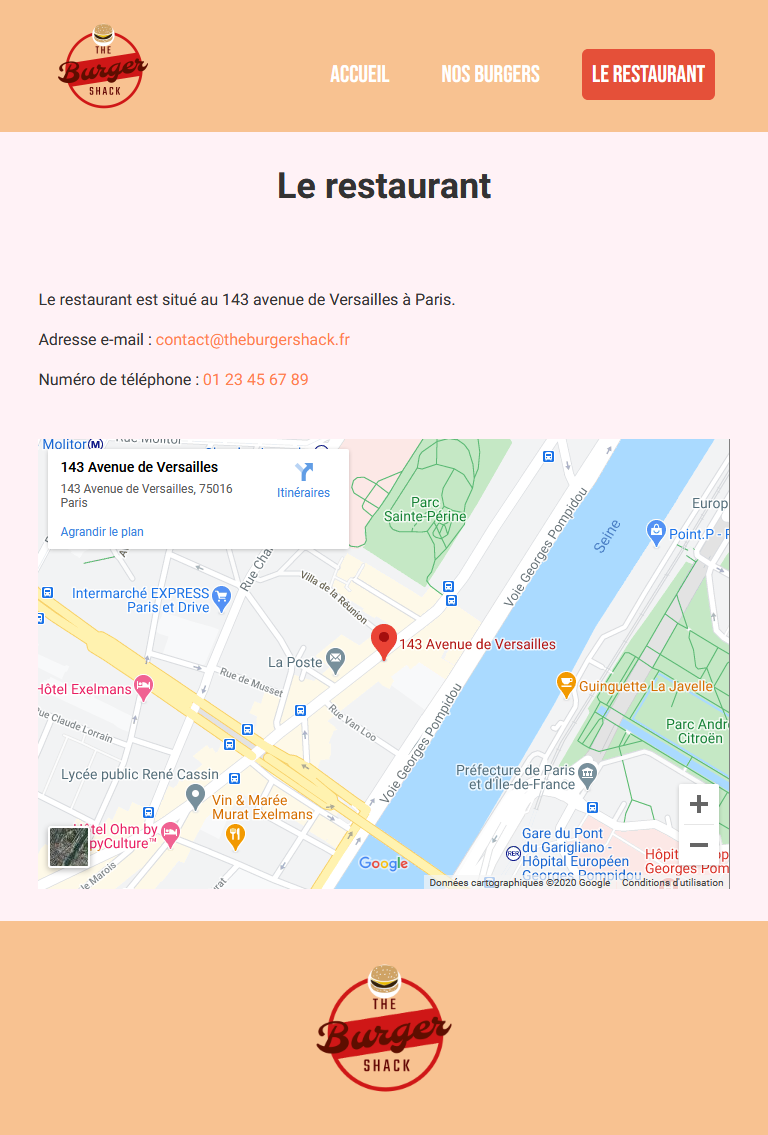 THE
Burger
SHACK
ACCUEIL
NOS BURGERS
LE RESTAURANT
Le restaurant
Le restaurant est situé au 143 avenue de Versailles à Paris.
Adresse e-mail : contact@theburgershack.fr
Numéro de téléphone : 01 23 45 67 89
Molitor
M
143 Avenue de Versailles
143 Avenue de Versailles, 75016
Paris
Itinéraires
Agrandir le plan
Parc
Sainte-Périne
Europ
Voie Georges Pompidou
Seine
Point.P - F
Rue Cha
Intermarché EXPRESS
Paris et Drive
Villa de la Réunion
143 Avenue de Versailles
La Poste
Hôtel Exelmans
Rue de Musset
Guinguette La Javelle
Rue Claude Lorrain
Rue Van Loo
Voie Georges Pompidou
Parc Andr
Citroën
Lycée public René Cassin
Préfecture de Paris
et d'Île-de-France
Vin & Marée
Murat Exelmans
Hôtel Ohm by
pyCulture™
Gare du Pont
du Garigliano -
Hôpital Européen
Georges Pompidou
RER
Hôpit
op
Georges Pom
Marois
urat
Google
Données cartographiques ©2020 Google
Conditions d'utilisation
THE
Burger
SHACK